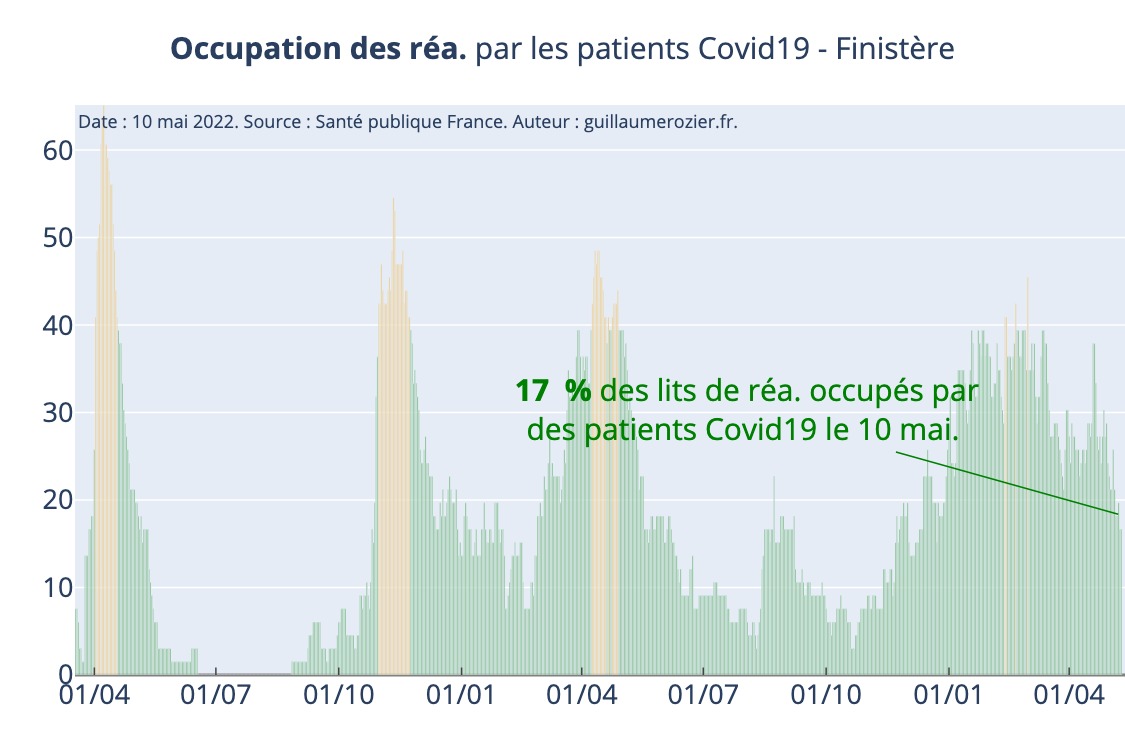 Occupation des réa. par les patients Covid19 - Finistère
Date : 10 mai 2022. Source : Santé publique France. Auteur : guillaumerozier.fr.
60
50
40
30
20
10
0
17 % des lits de réa. occupés par
des patients Covid19 le 10 mai.
01/04 01/07 01/10 01/01 01/04 01/07 01/10 01/01 01/04